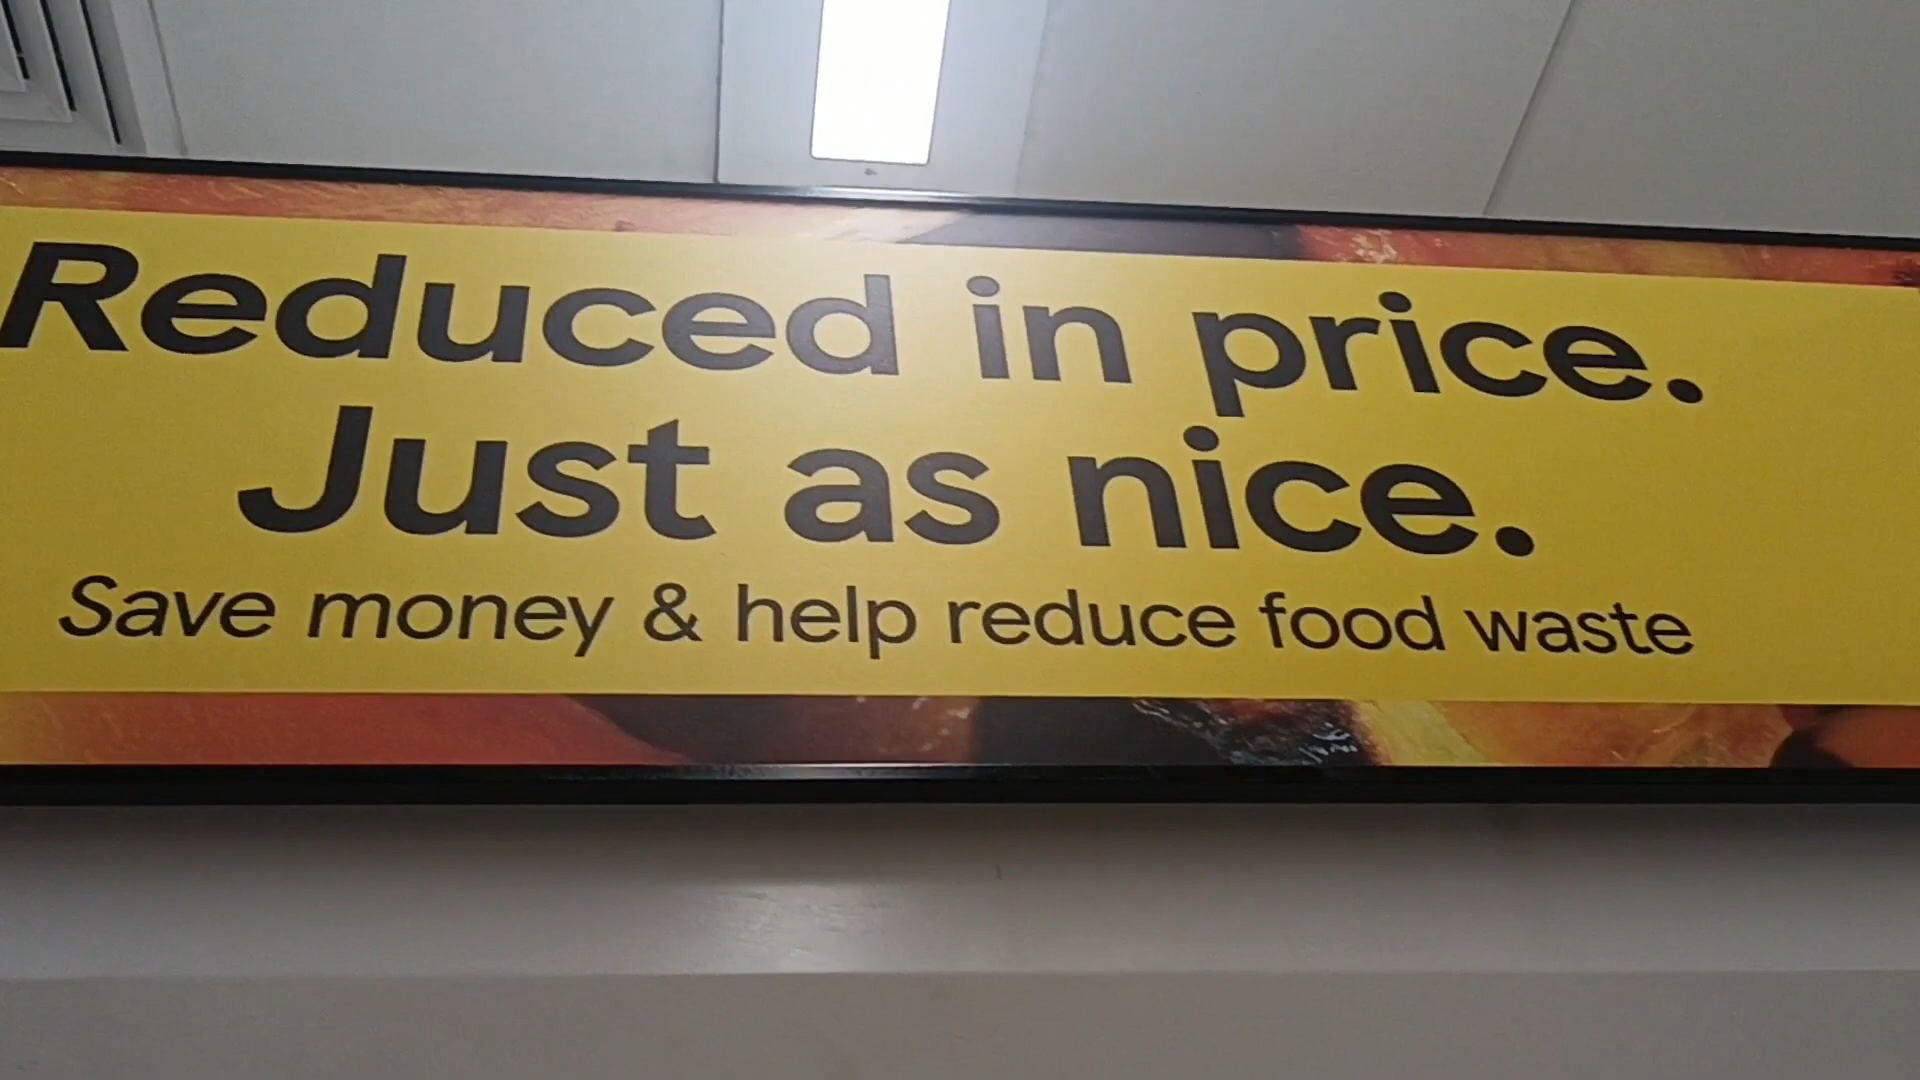 Reduced in price.
Just as nice.
Save money & help reduce food waste